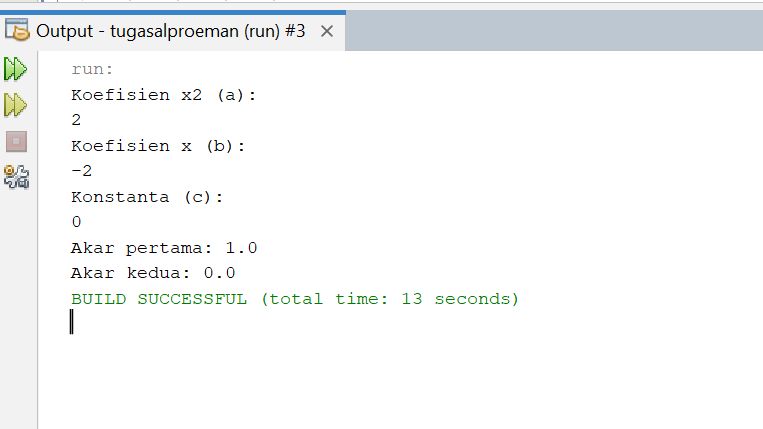 Output - tugasalproeman (run) #3
run:
Koefisien x2 (a):
2
Koefisien x (b):
-2
Konstanta (c):
0
Akar pertama: 1.0
Akar kedua: 0.0
BUILD SUCCESSFUL (total time: 13 seconds)